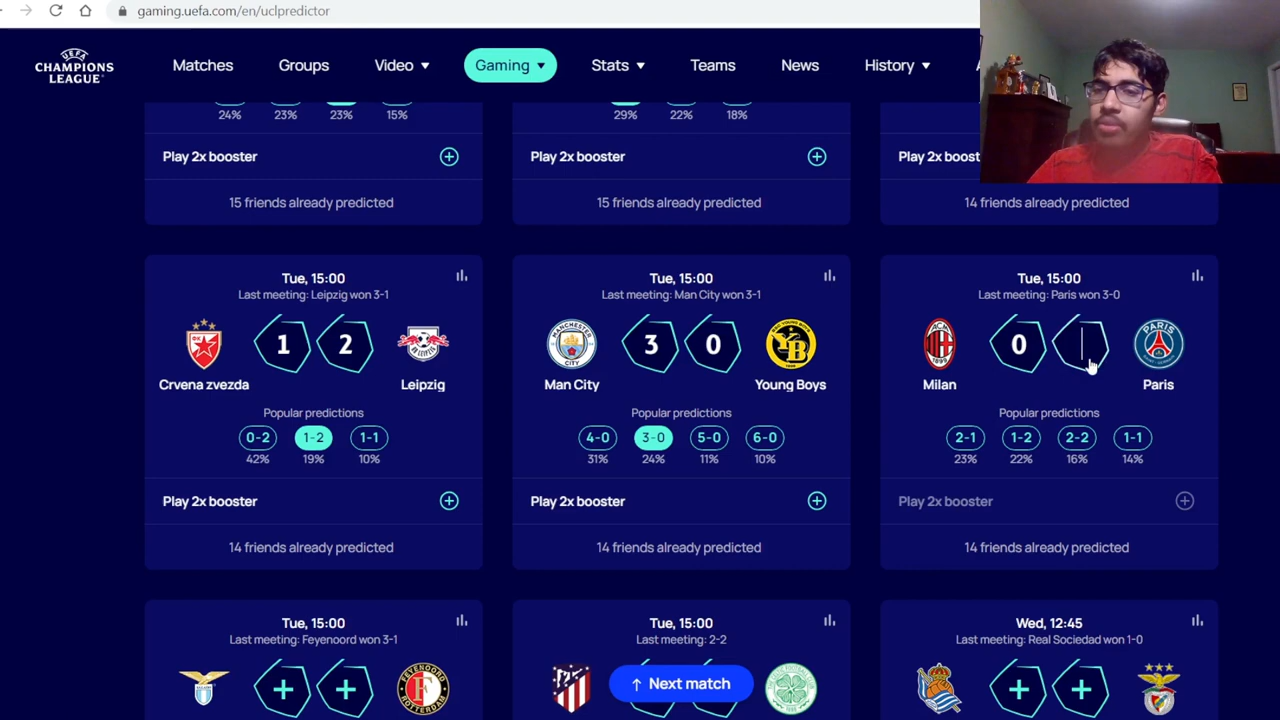 gaming.uefa.com/en/uclpredictor
UEFA
CHAMPIONS
LEAGUE
Matches Groups Video Gaming Stats Teams News History
24% 23% 23% 15%
29% 22% 18%
Play 2x booster
Play 2x booster
Play 2x boost
15 friends already predicted
15 friends already predicted
14 friends already predicted
Tue, 15:00
Last meeting: Leipzig won 3-1
1 2
Crvena zvezda Leipzig
Popular predictions
0-2 1-2 1-1
42% 19% 10%
Play 2x booster
14 friends already predicted
Tue, 15:00
Last meeting: Man City won 3-1
MANCHESTER
CITY
3 0
YB
Man City Young Boys
Popular predictions
4-0 3-0 5-0 6-0
31% 24% 11% 10%
Play 2x booster
14 friends already predicted
Tue, 15:00
Last meeting: Paris won 3-0
ACM
1899
0
PARIS
Milan Paris
Popular predictions
2-1 1-2 2-2 1-1
23% 22% 16% 14%
Play 2x booster
14 friends already predicted
Tue, 15:00
Last meeting: Feyenoord won 3-1
Tue, 15:00
Last meeting: 2-2
Wed, 12:45
Last meeting: Real Sociedad won 1-0
↑ Next match